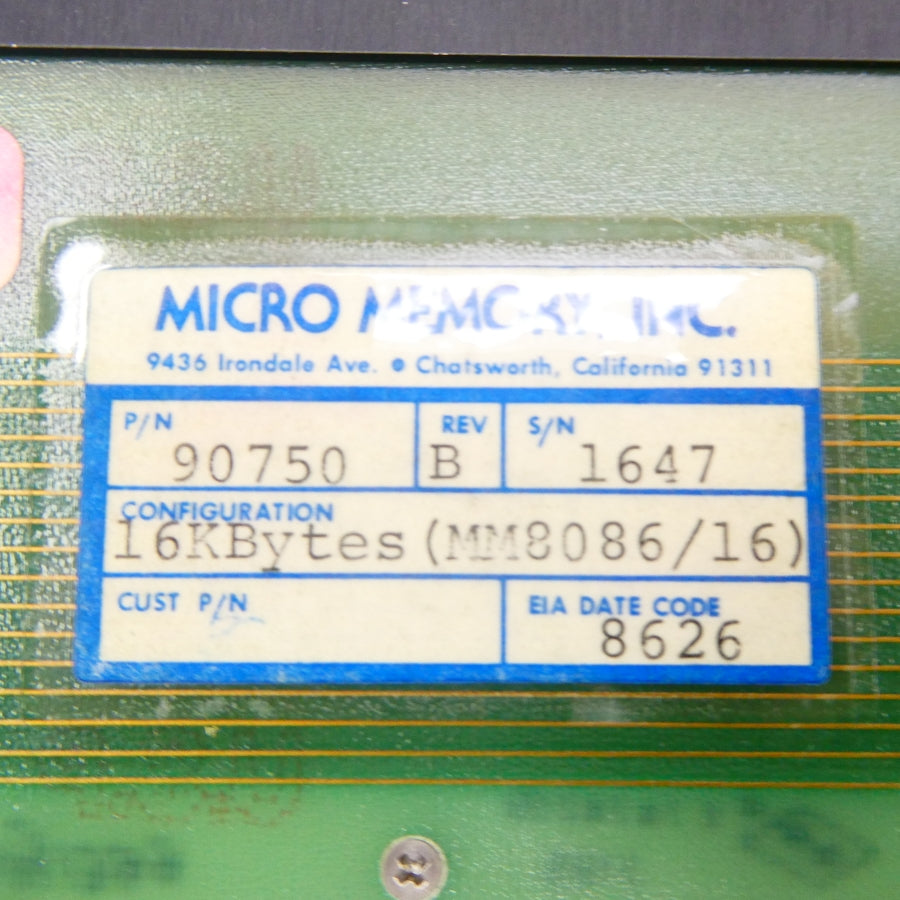 MICRO MEMORY, INC.
9436 Irondale Ave. • Chatsworth, California 91311
P/N REV S/N
90750 B 1647
CONFIGURATION
16KBytes(MM8086/16)
CUST P/N EIA DATE CODE
8626